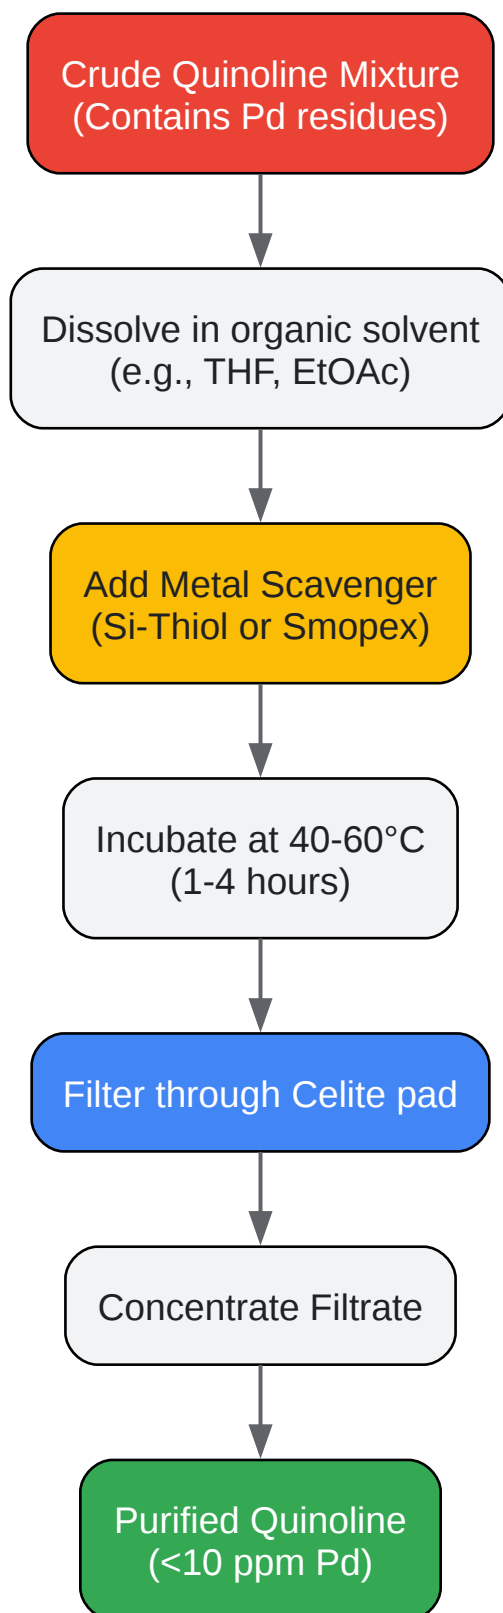 Crude Quinoline Mixture
(Contains Pd residues)
Dissolve in organic solvent
(e.g., THF, EtOAc)
Add Metal Scavenger
(Si-Thiol or Smopex)
Incubate at 40-60°C
(1-4 hours)
Filter through Celite pad
Concentrate Filtrate
Purified Quinoline
(<10 ppm Pd)